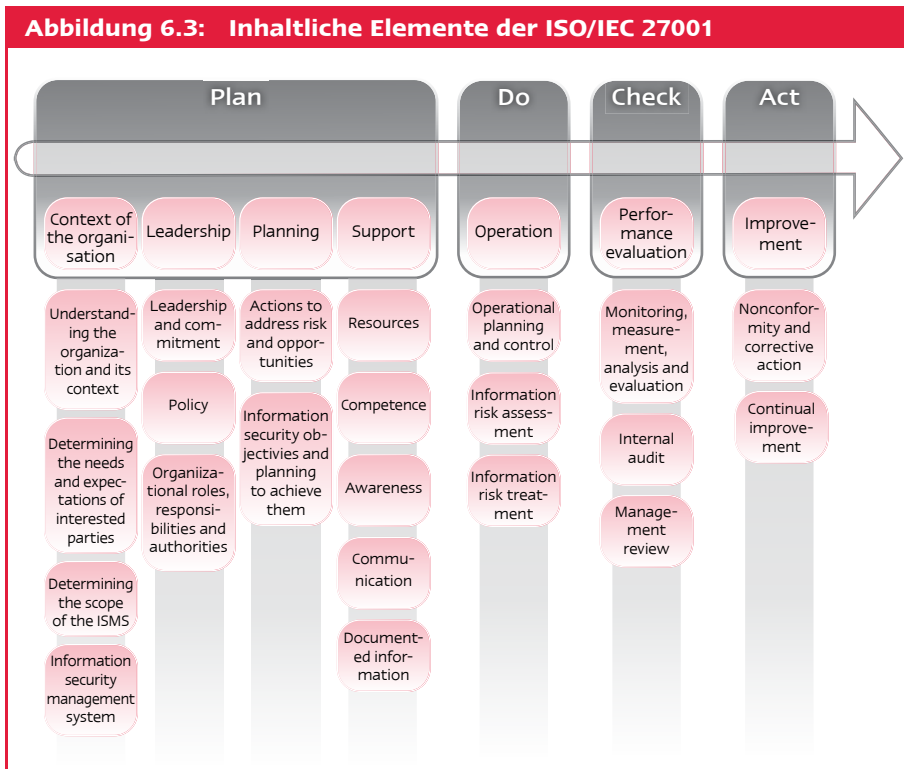 Abbildung 6.3: Inhaltliche Elemente der ISO/IEC 27001
Plan
Do
Check
Act
Context of
the organi-
sation
Leadership
Planning
Support
Operation
Perfor-
mance
evaluation
Improve-
ment
Understand-
ing the
organiza-
tion and its
context
Determining
the needs
and expec-
tations of
interested
parties
Determining
the scope
of the ISMS
Information
security
management
system
Leadership
and com-
mitment
Policy
Organiizational roles,
responsi-
bilities and
authorities
Actions to
address risk
and oppor-
tunities
Information
security ob-
jectivies and
planning
to achieve
them
Resources
Competence
Awareness
Commu-
nication
Document-
ed infor-
mation
Operational
planning
and control
Information
risk assess-
ment
Information
risk treat-
ment
Monitoring,
measure-
ment,
analysis and
evaluation
Internal
audit
Manage-
ment
review
Nonconfor-
mity and
corrective
action
Continual
improve-
ment